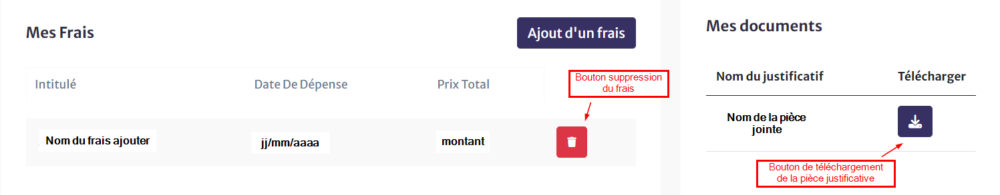 Mes Frais
Ajout d'un frais
Intitulé
Date De Dépense
Prix Total
Bouton suppression
du frais
Nom du frais ajouter
jj/mm/aaaa
montant
Mes documents
Nom du justificatif
Télécharger
Nom de la pièce
jointe
Bouton de téléchargement
de la pièce justificative